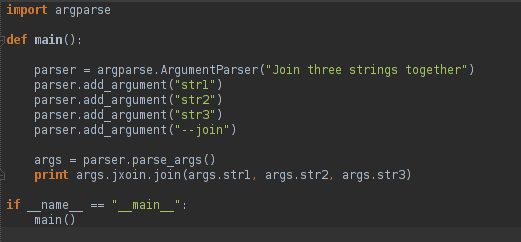 import argparse
def main():
parser = argparse.ArgumentParser("Join three strings together")
parser.add_argument("str1")
parser.add_argument("str2")
parser.add_argument("str3")
parser.add_argument("--join")
args = parser.parse_args()
print args.jxoin.join(args.str1, args.str2, args.str3)
if __name__ == "__main__":
main()